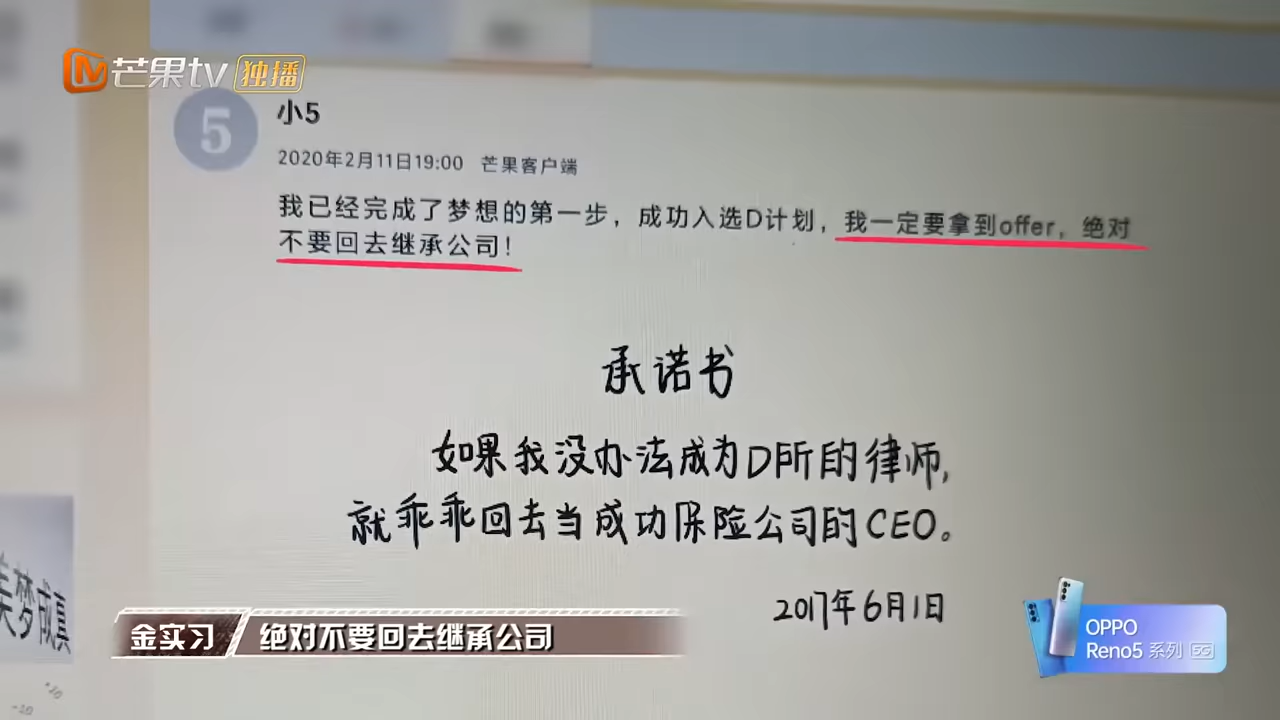 芒果tv 独播
5
小5
2020年2月11日19:00 芒果客户端
我已经完成了梦想的第一步，成功入选D计划，我一定要拿到offer，绝对
不要回去继承公司！
承诺书
如果我没办法成为D所的律师，
就乖乖回去当成功保险公司的CEO。
2017年6月1日
美梦成真
+20
-20
金实习 绝对不要回去继承公司
OPPO
Reno5 系列 5G